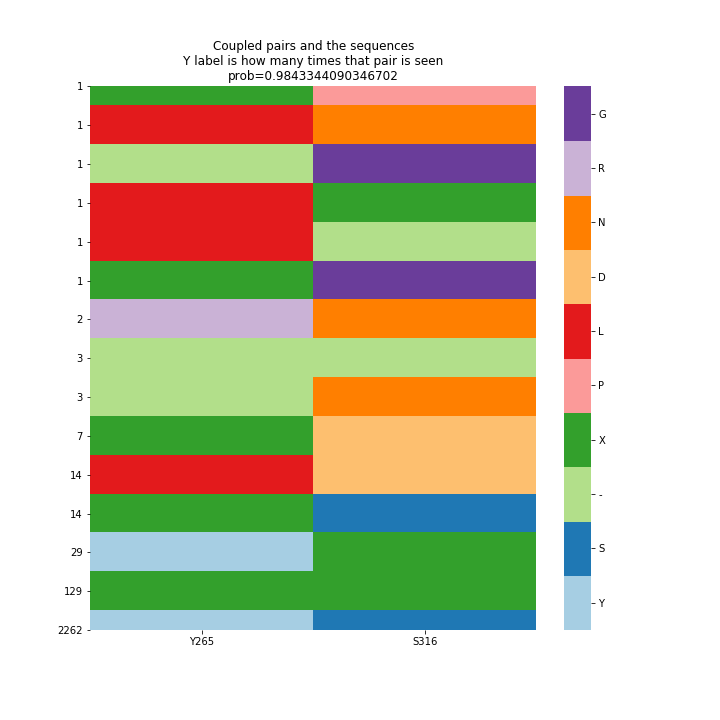 Coupled pairs and the sequences
Y label is how many times that pair is seen
prob=0.9843344090346702
1
1
1
1
1
1
2
3
3
7
14
14
29
129
2262
Y265
S316
G
R
N
D
L
P
X
-
S
Y